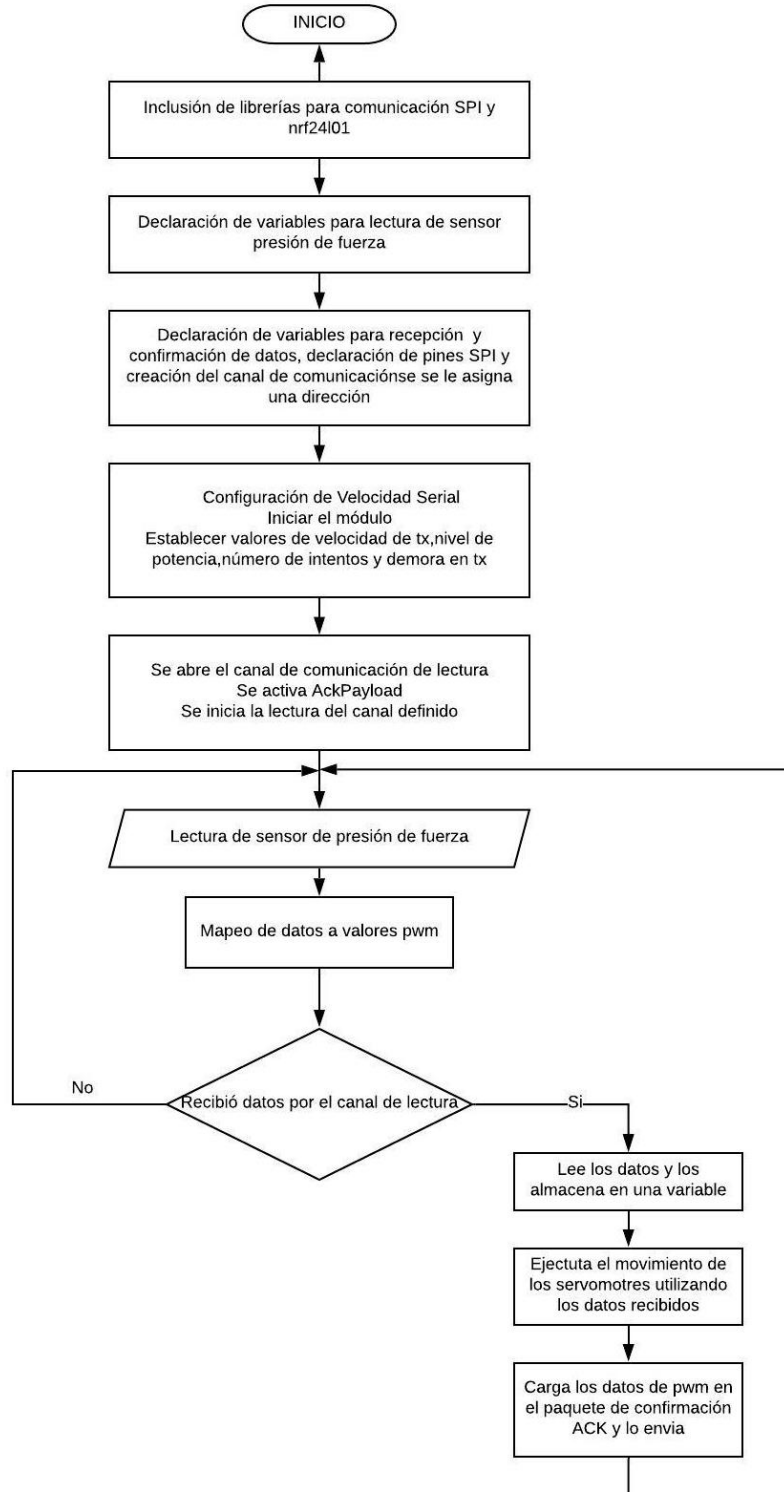 INICIO
Inclusión de librerías para comunicación SPI y
nrf24l01
Declaración de variables para lectura de sensor
presión de fuerza
Declaración de variables para recepción y
confirmación de datos, declaración de pines SPI y
creación del canal de comunicaciónse se le asigna
una dirección
Configuración de Velocidad Serial
Iniciar el módulo
Establecer valores de velocidad de tx,nivel de
potencia,número de intentos y demora en tx
Se abre el canal de comunicación de lectura
Se activa AckPayload
Se inicia la lectura del canal definido
Lectura de sensor de presión de fuerza
Mapeo de datos a valores pwm
No
Recibió datos por el canal de lectura
Si
Lee los datos y los
almacena en una variable
Ejectuta el movimiento de
los servomotres utilizando
los datos recibidos
Carga los datos de pwm en
el paquete de confirmación
ACK y lo envia